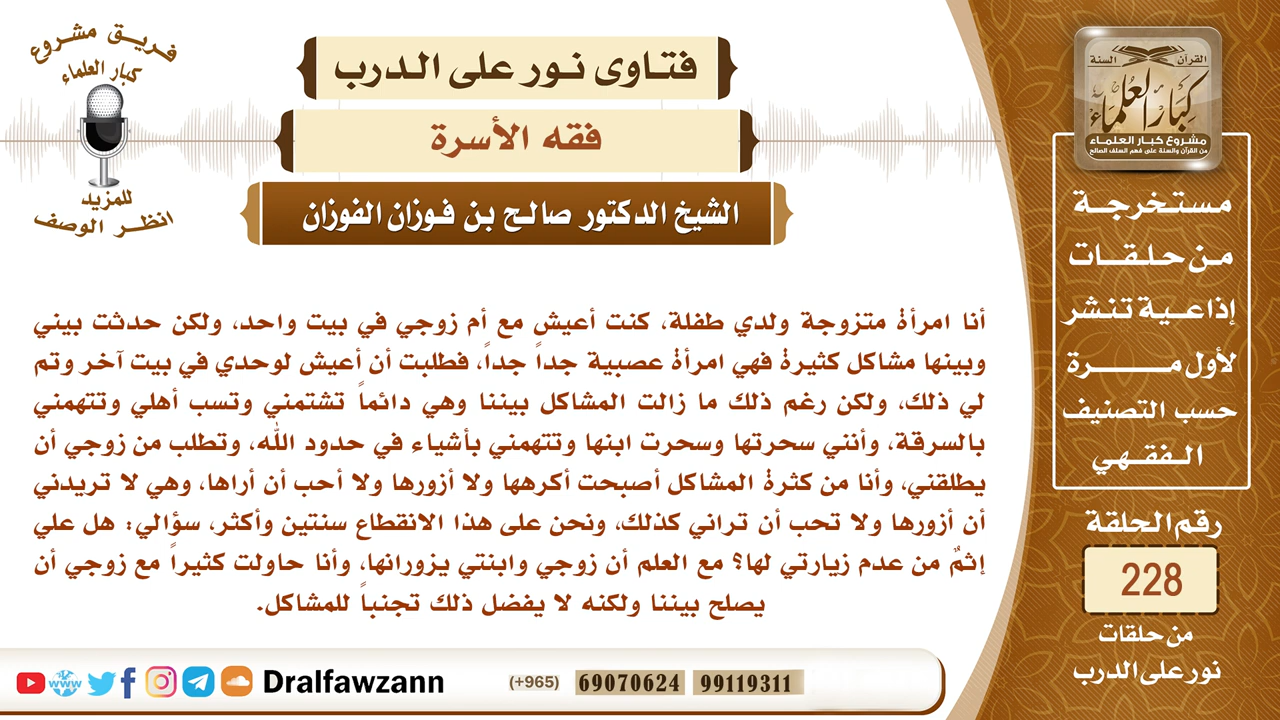 فريق مشروع
كبار العلماء
للمزيد
انظر الوصف
فتاوى نور على الدرب
فقه الأسرة
الشيخ الدكتور صالح بن فوزان الفوزان
أنا امرأة متزوجة ولدي طفلة، كنت أعيش مع أم زوجي في بيت واحد، ولكن حدثت بيني
وبينها مشاكل كثيرة فهي امرأة عصبية جداً جداً، فطلبت أن أعيش لوحدي في بيت آخر وتم
لي ذلك، ولكن رغم ذلك ما زالت المشاكل بيننا وهي دائماً تشتمني وتسب أهلي وتتهمني
بالسرقة، وأنني سحرتها وسحرت ابنها وتتهمني بأشياء في حدود الله، وتطلب من زوجي أن
يطلقني، وأنا من كثرة المشاكل أصبحت أكرهها ولا أزورها ولا أحب أن أراها، وهي لا تريدني
أن أزورها ولا تحب أن تراني كذلك، ونحن على هذا الانقطاع سنتين وأكثر، سؤالي: هل علي
إثمٌ من عدم زيارتي لها؟ مع العلم أن زوجي وابنتي يزورانها، وأنا حاولت كثيراً مع زوجي أن
يصلح بيننا ولكنه لا يفضل ذلك تجنباً للمشاكل.
القرآن السنة
كبار العلماء
مشروع كبار العلماء
من القرآن والسنة على فهم السلف الصالح
مستخرجة
من حلقات
إذاعية تنشر
لأول مرة
حسب التصنيف
الفقهي
رقم الحلقة
228
من حلقات
نور على الدرب
www
Dralfawzann
(+965) 69070624 99119311